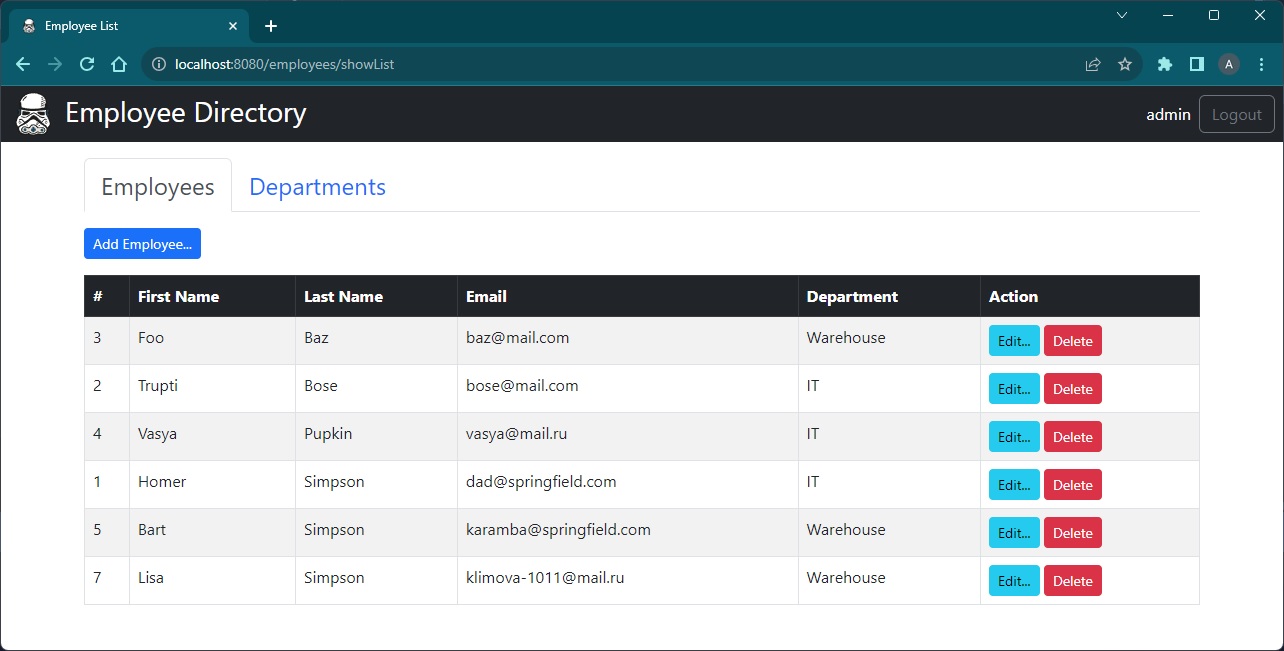 Employee List
localhost:8080/employees/showList
A
Employee Directory
admin Logout
Employees Departments
Add Employee...
# First Name Last Name Email Department Action
3 Foo Baz baz@mail.com Warehouse Edit... Delete
2 Trupti Bose bose@mail.com IT Edit... Delete
4 Vasya Pupkin vasya@mail.ru IT Edit... Delete
1 Homer Simpson dad@springfield.com IT Edit... Delete
5 Bart Simpson karamba@springfield.com Warehouse Edit... Delete
7 Lisa Simpson klimova-1011@mail.ru Warehouse Edit... Delete